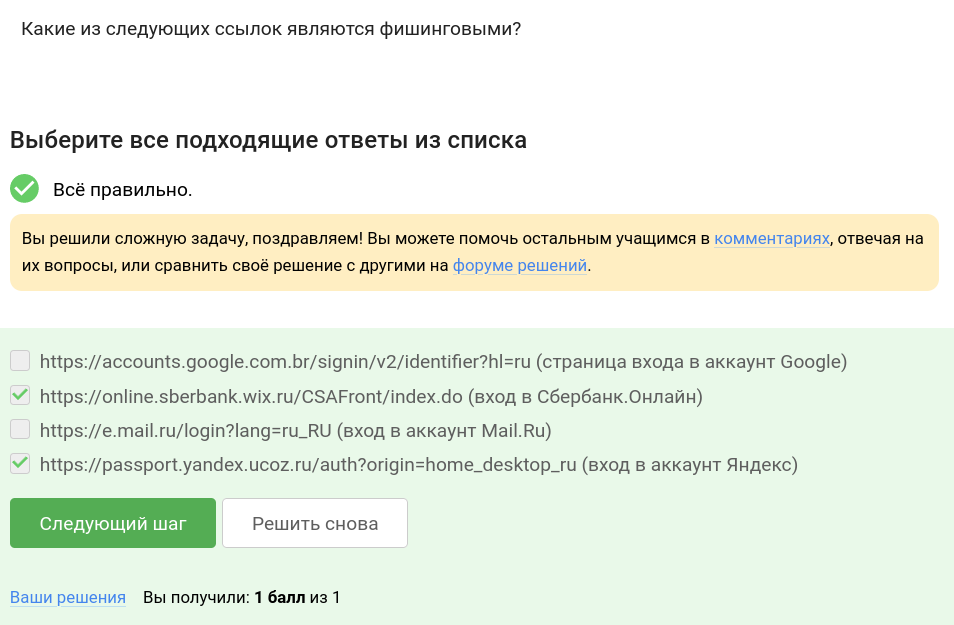 Какие из следующих ссылок являются фишинговыми?
Выберите все подходящие ответы из списка
Всё правильно.
Вы решили сложную задачу, поздравляем! Вы можете помочь остальным учащимся в комментариях, отвечая на
их вопросы, или сравнить своё решение с другими на форуме решений.
https://accounts.google.com.br/signin/v2/identifier?hl=ru (страница входа в аккаунт Google)
https://online.sberbank.wix.ru/CSAFront/index.do (вход в Сбербанк.Онлайн)
https://e.mail.ru/login?lang=ru_RU (вход в аккаунт Mail.Ru)
https://passport.yandex.ucoz.ru/auth?origin=home_desktop_ru (вход в аккаунт Яндекс)
Следующий шаг Решить снова
Ваши решения Вы получили: 1 балл из 1